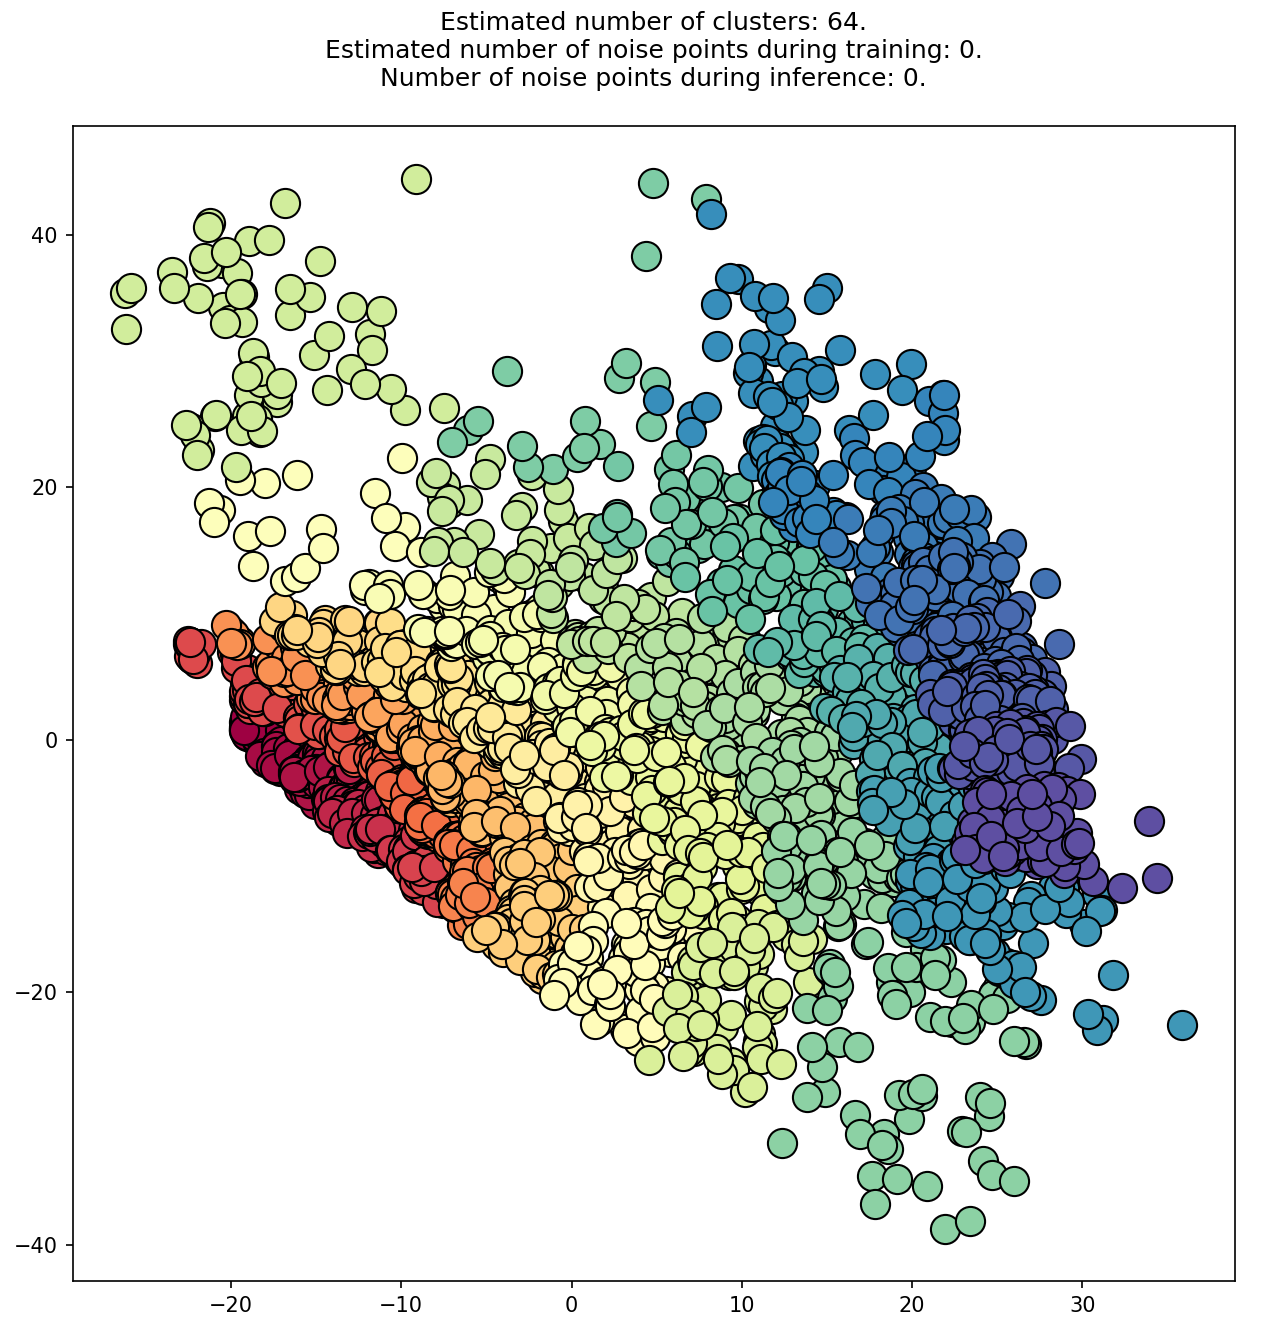 Estimated number of clusters: 64.
Estimated number of noise points during training: 0.
Number of noise points during inference: 0.
40
20
0
−20
−40
−20 −10 0 10 20 30